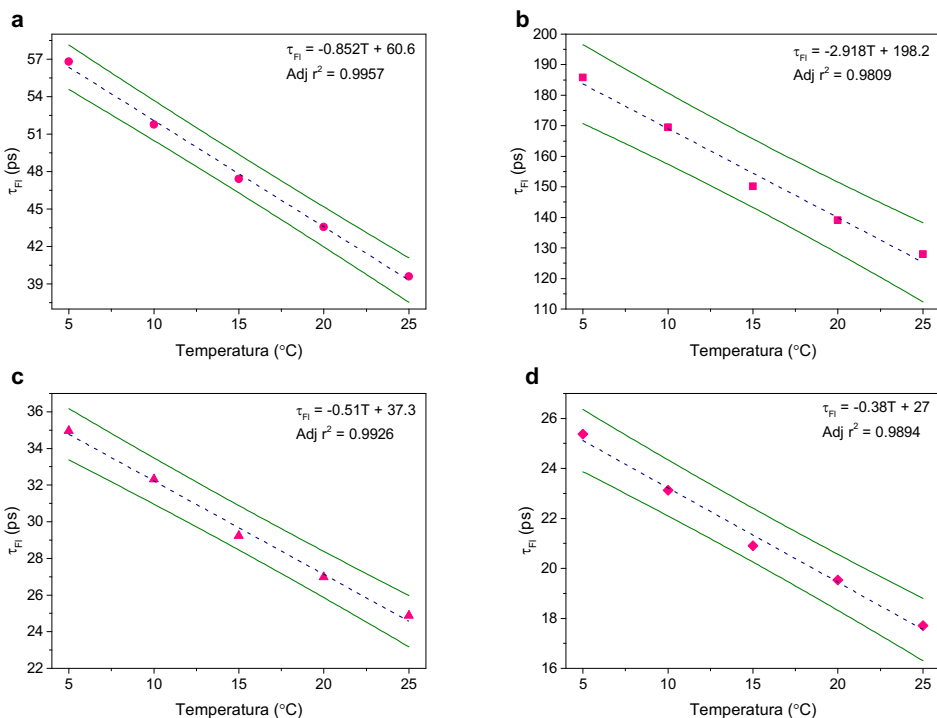 a
τFl = -0.852T + 60.6
Adj r² = 0.9957
57
54
51
48
45
42
39
τFl (ps)
5 10 15 20 25
Temperatura (°C)
b
τFl = -2.918T + 198.2
Adj r² = 0.9809
200
190
180
170
160
150
140
130
120
110
τFl (ps)
5 10 15 20 25
Temperatura (°C)
c
τFl = -0.51T + 37.3
Adj r² = 0.9926
36
34
32
30
28
26
24
22
τFl (ps)
5 10 15 20 25
Temperatura (°C)
d
τFl = -0.38T + 27
Adj r² = 0.9894
26
24
22
20
18
16
τFl (ps)
5 10 15 20 25
Temperatura (°C)